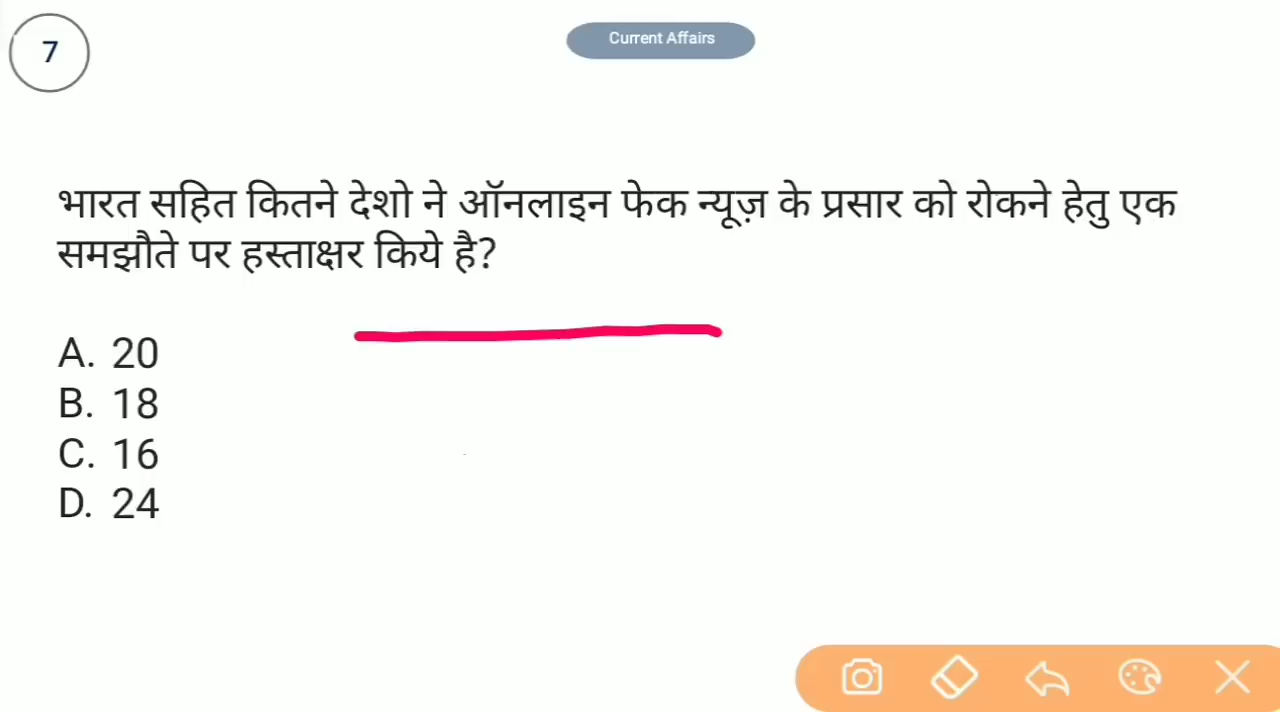 7
Current Affairs
भारत सहित कितने देशो ने ऑनलाइन फेक न्यूज़ के प्रसार को रोकने हेतु एक
समझौते पर हस्ताक्षर किये है?
A. 20
B. 18
C. 16
D. 24